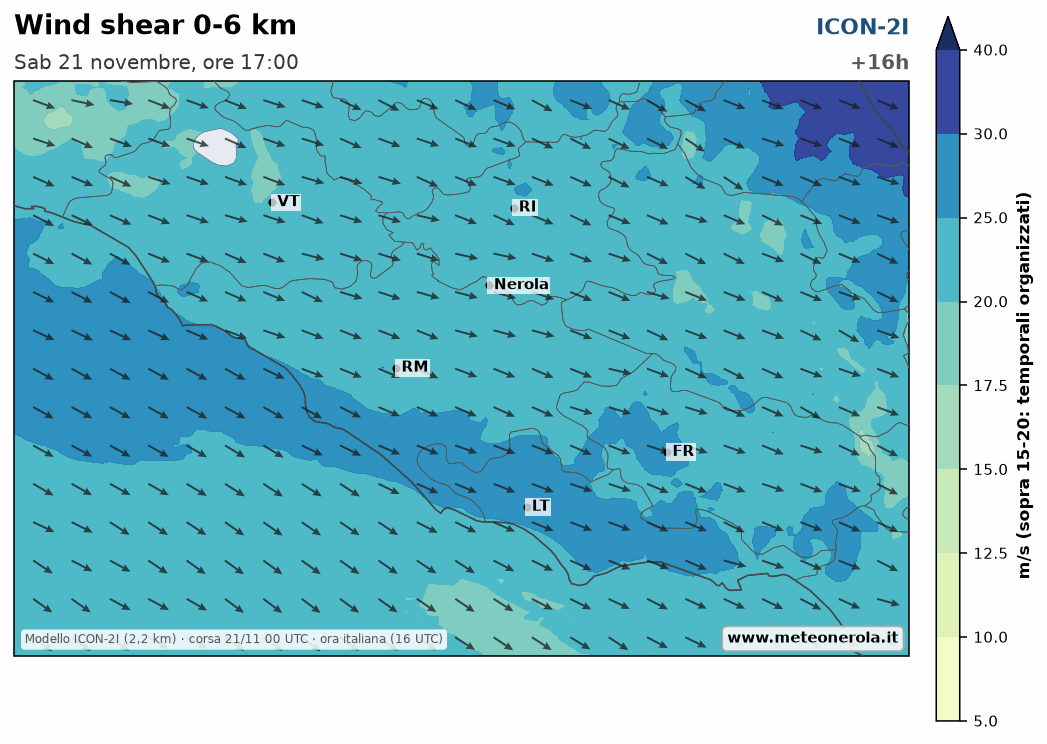 Wind shear 0-6 km
ICON-2I
Sab 21 novembre, ore 17:00
+16h
40.0
30.0
25.0
20.0
17.5
15.0
12.5
10.0
5.0
m/s (sopra 15-20: temporali organizzati)
VT
RI
Nerola
RM
FR
LT
Modello ICON-2I (2,2 km) · corsa 21/11 00 UTC · ora italiana (16 UTC)
www.meteonerola.it